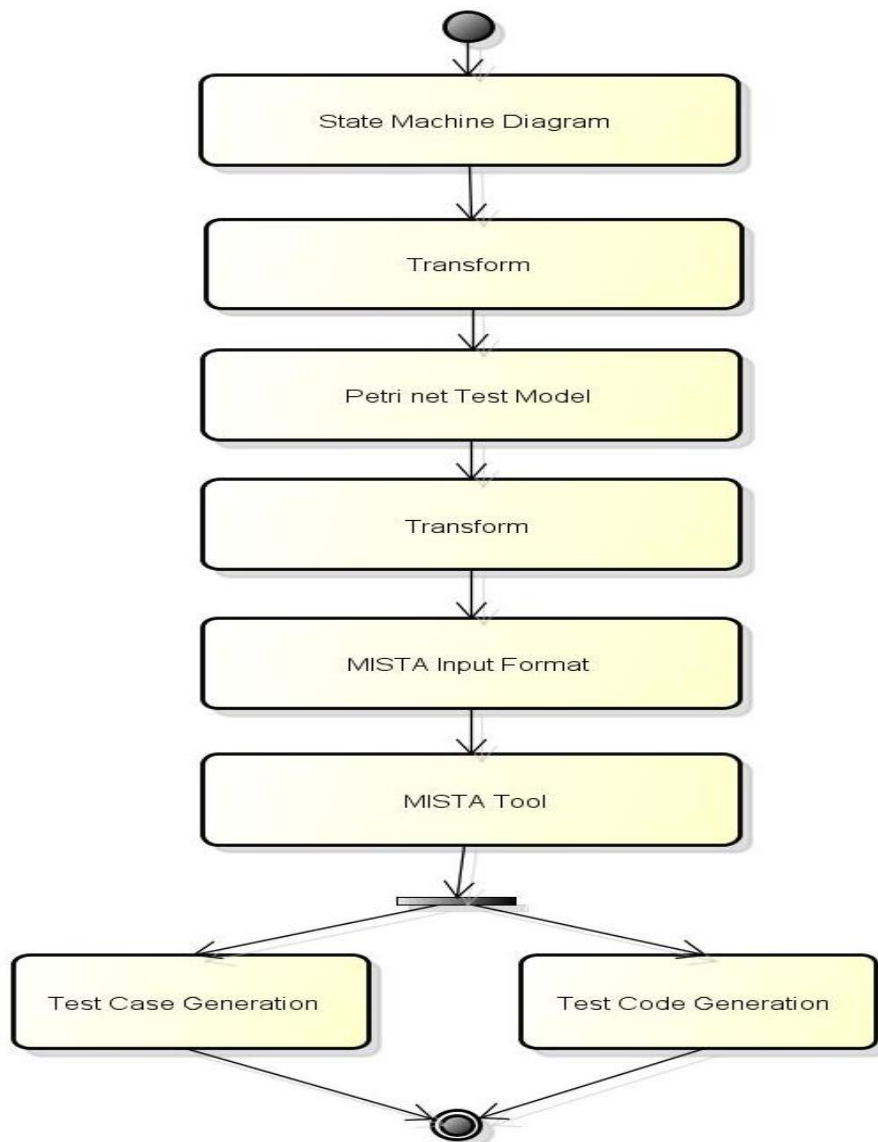 State Machine Diagram
Transform
Petri net Test Model
Transform
MISTA Input Format
MISTA Tool
Test Case Generation
Test Code Generation